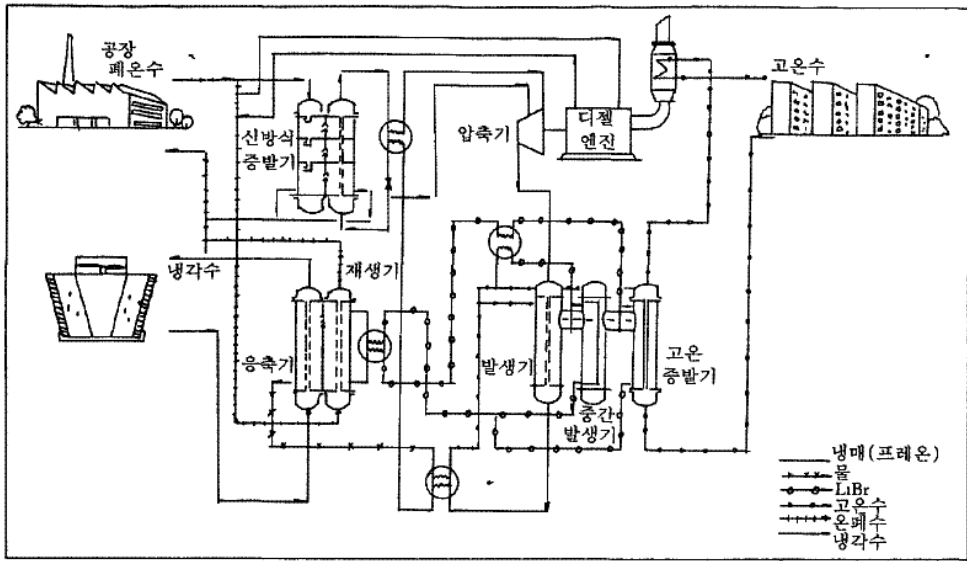 공장
폐온수
신방식
증발기
압축기
디젤
엔진
고온수
냉각수
재생기
응축기
발생기
중간
발생기
고온
증발기
냉매(프레온)
물
LiBr
고온수
온폐수
냉각수